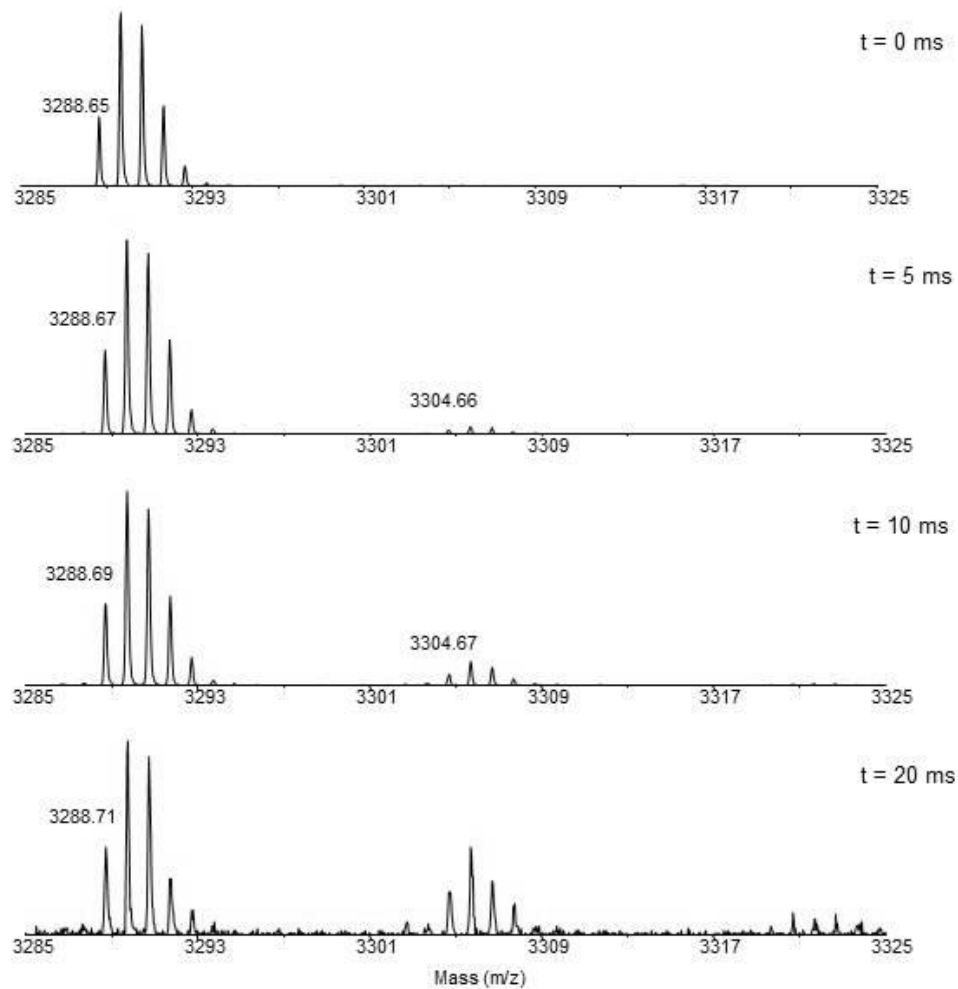 t = 0 ms
3288.65
3285 3293 3301 3309 3317 3325
t = 5 ms
3288.67
3304.66
3285 3293 3301 3309 3317 3325
t = 10 ms
3288.69
3304.67
3285 3293 3301 3309 3317 3325
t = 20 ms
3288.71
3285 3293 3301 3309 3317 3325
Mass (m/z)